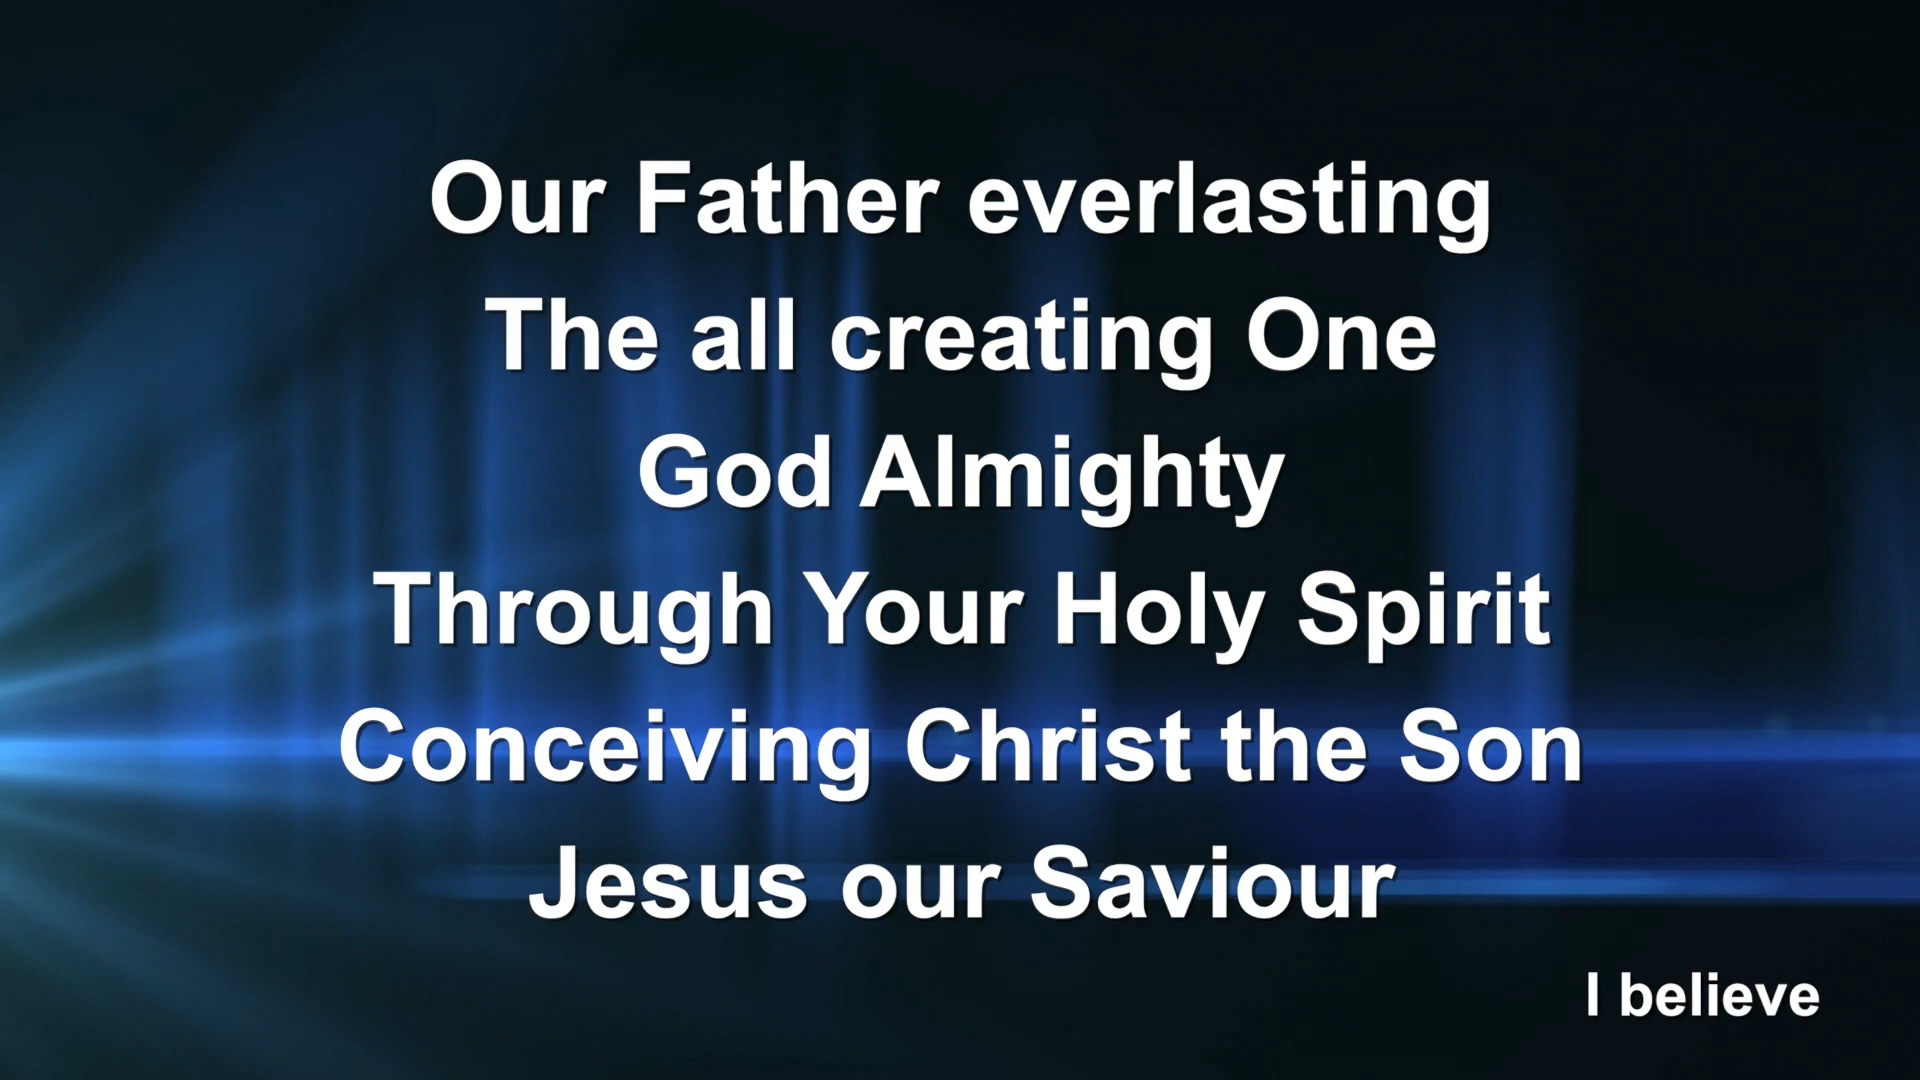 Our Father everlasting
The all creating One
God Almighty
Through Your Holy Spirit
Conceiving Christ the Son
Jesus our Saviour
I believe